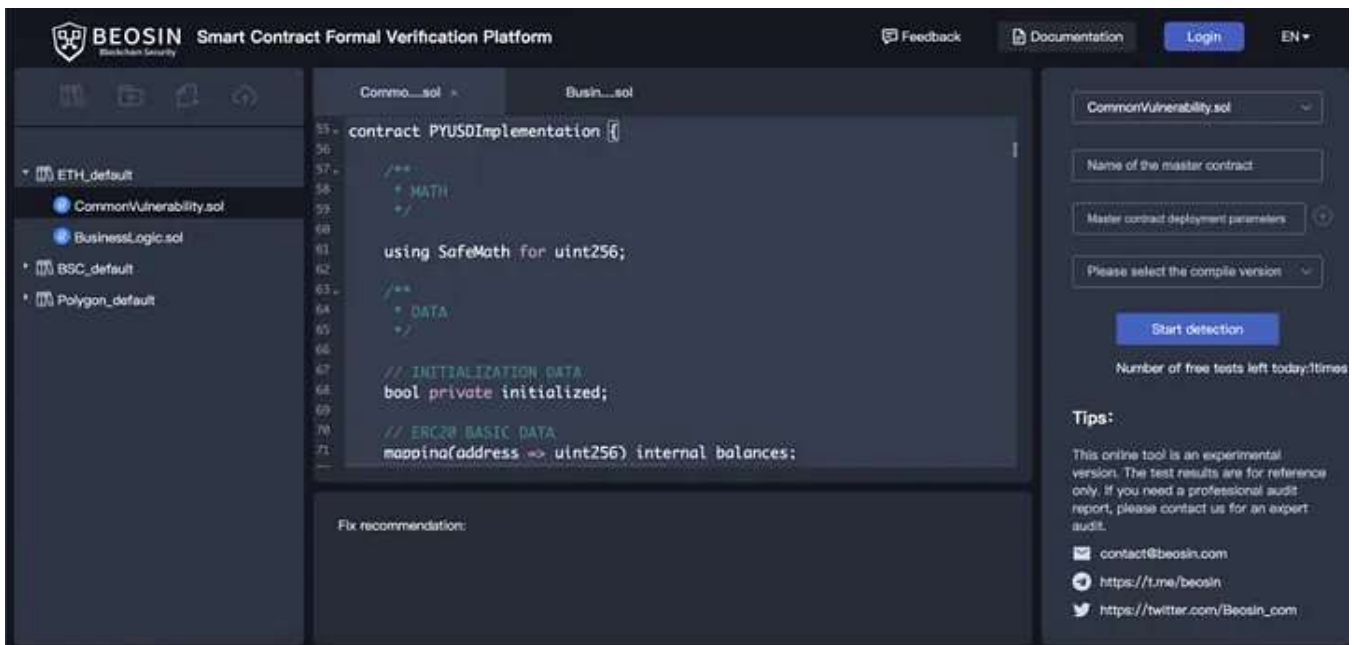 BEOSIN Smart Contract Formal Verification Platform
Blockchain Security
Feedback
Documentation
Login
EN
ETH_default
CommonVulnerability.sol
BusinessLogic.sol
BSC_default
Polygon_default
Commo....sol
Busin....sol
55 contract PYUSDImplementation {
56
57 /**
58 * MATH
59 */
60
61 using SafeMath for uint256;
62
63 /**
64 * DATA
65 */
66
67 // INITIALIZATION DATA
68 bool private initialized;
69
70 // ERC20 BASIC DATA
71 mapping(address => uint256) internal balances;
Fix recommendation:
CommonVulnerability.sol
Name of the master contract
Master contract deployment parameters
Please select the compile version
Start detection
Number of free tests left today:1times
Tips:
This online tool is an experimental
version. The test results are for reference
only. If you need a professional audit
report, please contact us for an expert
audit.
contact@beosin.com
https://t.me/beosin
https://twitter.com/Beosin_com